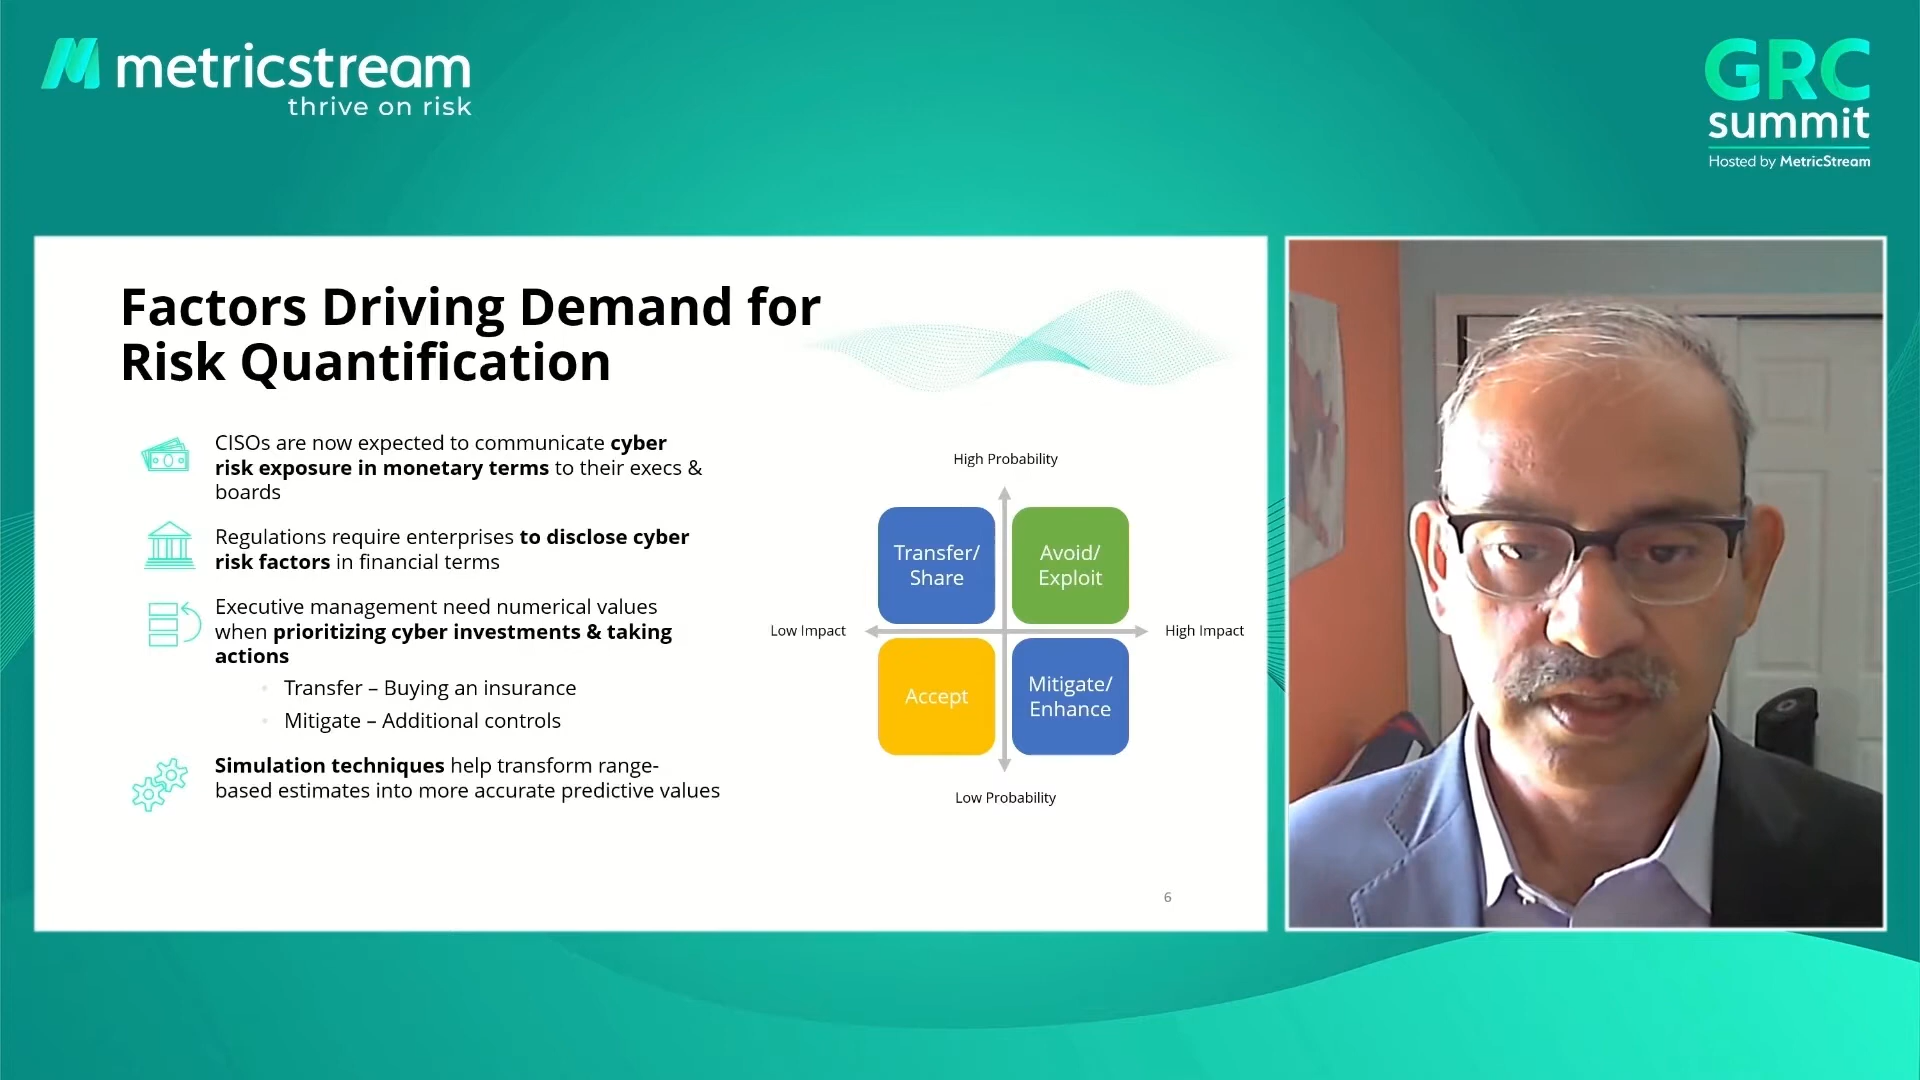 metricstream
thrive on risk
GRC
summit
Hosted by MetricStream
Factors Driving Demand for
Risk Quantification
CISOs are now expected to communicate cyber
risk exposure in monetary terms to their execs &
boards
Regulations require enterprises to disclose cyber
risk factors in financial terms
Executive management need numerical values
when prioritizing cyber investments & taking
actions
Transfer – Buying an insurance
Mitigate – Additional controls
Simulation techniques help transform range-
based estimates into more accurate predictive values
High Probability
Transfer/
Share
Avoid/
Exploit
Low Impact
High Impact
Accept
Mitigate/
Enhance
Low Probability
6